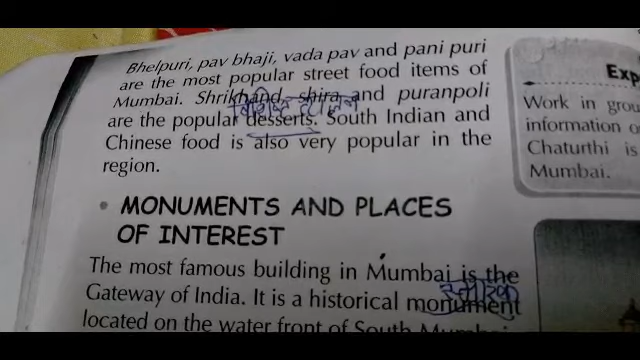 Bhelpuri, pav bhaji, vada pav and pani puri
are the most popular street food items of
Mumbai. Shrikhand, shira and puranpoli
are the popular desserts. South Indian and
Chinese food is also very popular in the
region.
• MONUMENTS AND PLACES
OF INTEREST
The most famous building in Mumbai is the
Gateway of India. It is a historical monument
located on the water front of South Mumbai
Exp
Work in grou
information o
Chaturthi is
Mumbai.